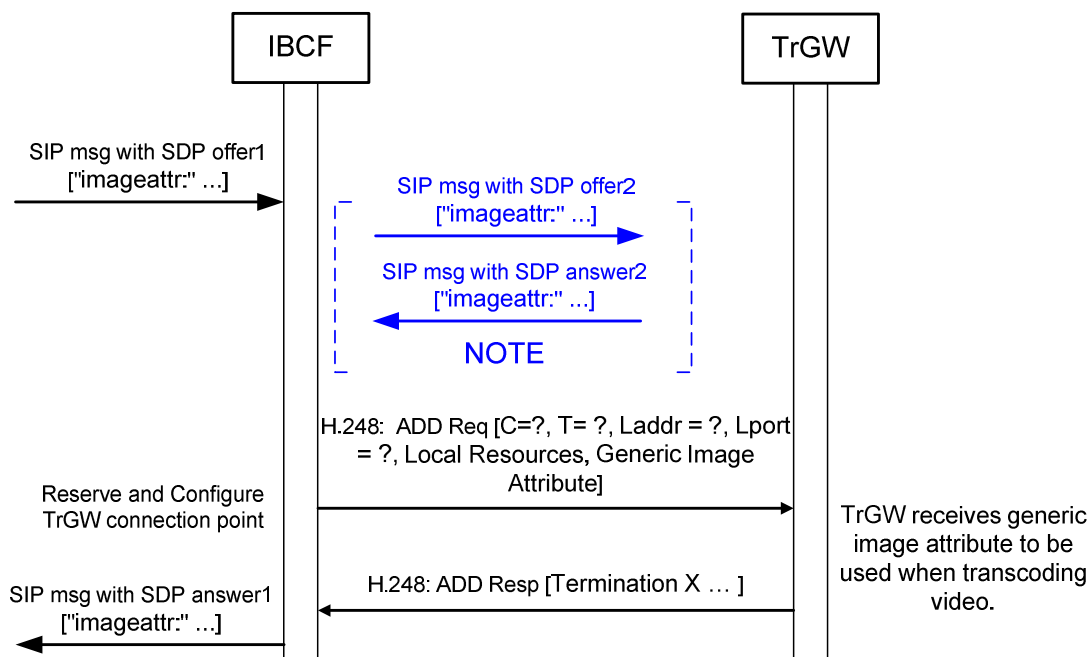 IBCF
TrGW
SIP msg with SDP offer1
["imageattr:" ...]
SIP msg with SDP offer2
["imageattr:" ...]
SIP msg with SDP answer2
["imageattr:" ...]
NOTE
H.248: ADD Req [C=?, T= ?, Laddr = ?, Lport
= ?, Local Resources, Generic Image
Attribute]
Reserve and Configure
TrGW connection point
TrGW receives generic
image attribute to be
used when transcoding
video.
H.248: ADD Resp [Termination X … ]
SIP msg with SDP answer1
["imageattr:" ...]